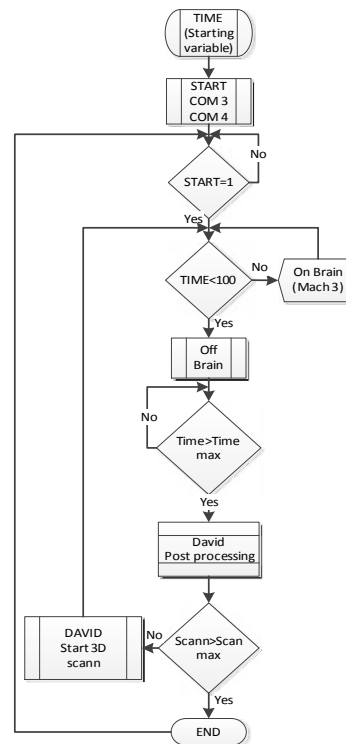 TIME
(Starting
variable)
START
COM 3
COM 4
No
START=1
Yes
TIME<100
No
On Brain
(Mach 3)
Yes
Off
Brain
No
Time>Time
max
Yes
David
Post processing
DAVID
Start 3D
scann
No
Scann>Scan
max
Yes
END